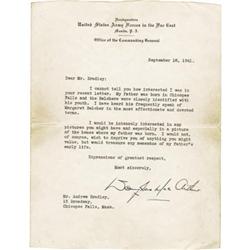 Headquarters
United States Army Forces in the Far East
Manila, P. I.
Office of the Commanding General
September 16, 1941.
Dear Mr. Bradley:
I cannot tell you how interested I was in
your recent letter. My father was born in Chicopee
Falls and the Belchers were closely identified with
his youth. I have heard him frequently speak of
Margaret Belcher in the most affectionate and devoted
terms.
I would be intensely interested in any
pictures you might have and especially in a picture
of the house where my father was born. I would not
wish, however, to deprive you of anything you might
value, but would treasure any mementos of my father's
early life.
Expressions of greatest respect,
Most sincerely,
Douglas MacArthur
Mr. Andrew Bradley,
15 Broadway,
Chicopee Falls, Mass.